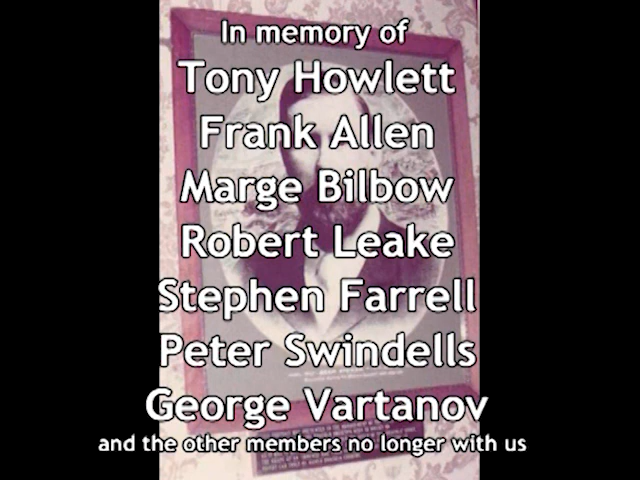 In memory of
Tony Howlett
Frank Allen
Marge Bilbow
Robert Leake
Stephen Farrell
Peter Swindells
George Vartanov
and the other members no longer with us